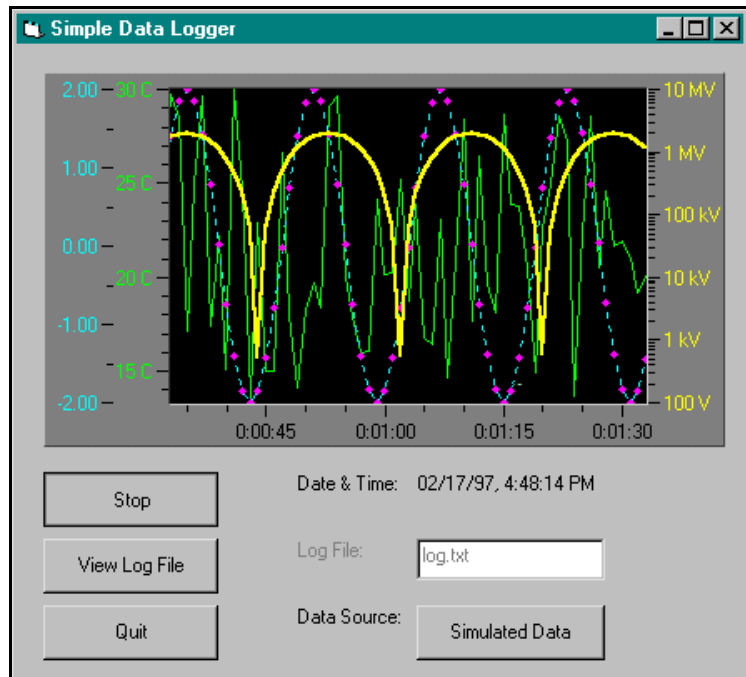 Simple Data Logger
2.00 30 C 10 MV
1.00 1 MV
25 C
100 kV
0.00
20 C 10 kV
-1.00
1 kV
15 C
-2.00 100 V
0:00:45 0:01:00 0:01:15 0:01:30
Stop
Date & Time: 02/17/97, 4:48:14 PM
View Log File
Log File: log.txt
Quit
Data Source: Simulated Data